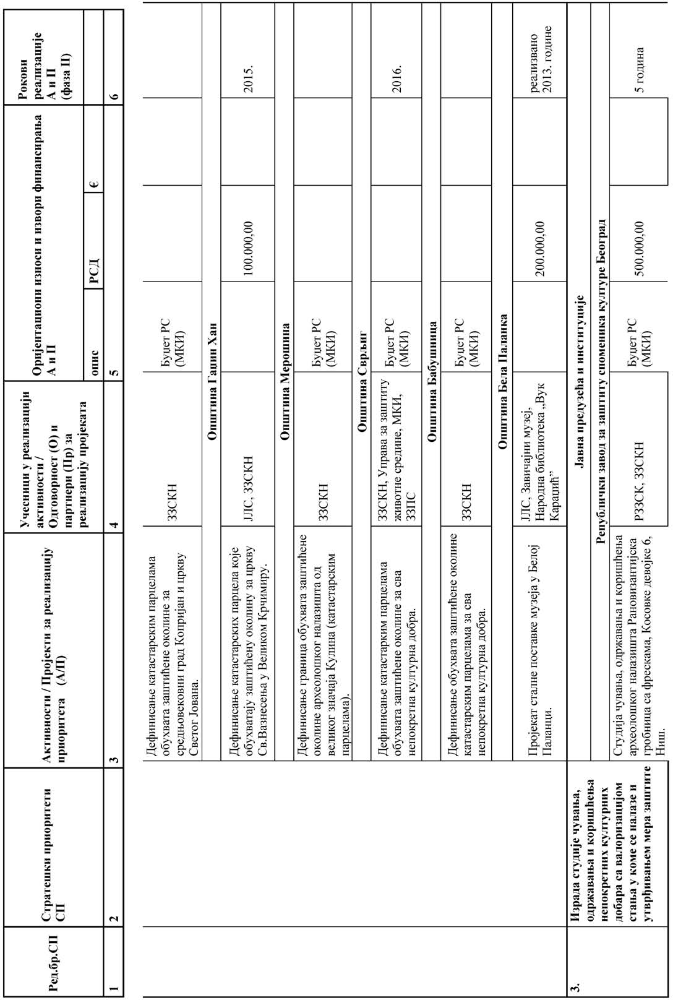 Ред.бр.СП
Стратешки приоритети
СП
Активности / Пројекти за реализацију
приоритета (А/П)
Учесници у реализацији
активности /
Одговорност (О) и
партнери (Пр) за
реализацију пројеката
Оријентациони износи и извори финансирања
А и П
опис
РСД
€
Рокови
реализације
А и П
(фаза II)
1
2
3
4
5
6
Дефинисање катастарским парцелама
обухвата заштићене околине за
средњовековни град Копријан и цркву
Светог Јована.
ЗЗСКН
Буџет РС
(МКИ)
Општина Гаџин Хан
Дефинисање катастарских парцела које
обухватају заштићену околину за цркву
Св.Вазнесења у Великом Крчимиру.
ЈЛС, ЗЗСКН
100.000,00
2015.
Општина Мерошина
Дефинисање граница обухвата заштићене
околине археолошког налазишта од
великог значаја Кулина (катастарским
парцелама).
ЗЗСКН
Буџет РС
(МКИ)
Општина Сврљиг
Дефинисање катастарким парцелама
обухвата заштићене околине за сва
непокретна културна добра.
ЗЗСКН, Управа за заштиту
животне средине, МКИ,
ЗЗПС
Буџет РС
(МКИ)
2016.
Општина Бабушница
Дефинисање обухвата заштићене околине
катастарским парцелама за сва
непокретна културна добра.
ЗЗСКН
Буџет РС
(МКИ)
Општина Бела Паланка
Пројекат сталне поставке музеја у Белој
Паланци.
ЈЛС, Завичајни музеј,
Народна библиотека „Вук
Караџић”
200.000,00
реализвано
2013. године
3.
Израда студије чувања,
одржавања и коришћења
непокретних културних
добара са валоризацијом
стања у коме се налазе и
утврђивањем мера заштите
Јавна предузећа и институције
Републички завод за заштиту споменика културе Београд
Студија чувања, одржавања и коришћења
археолошког налазишта Рановизантијска
гробница са фрескама, Косовке девојке 6,
Ниш.
РЗЗСК, ЗЗСКН
Буџет РС
(МКИ)
500.000,00
5 година